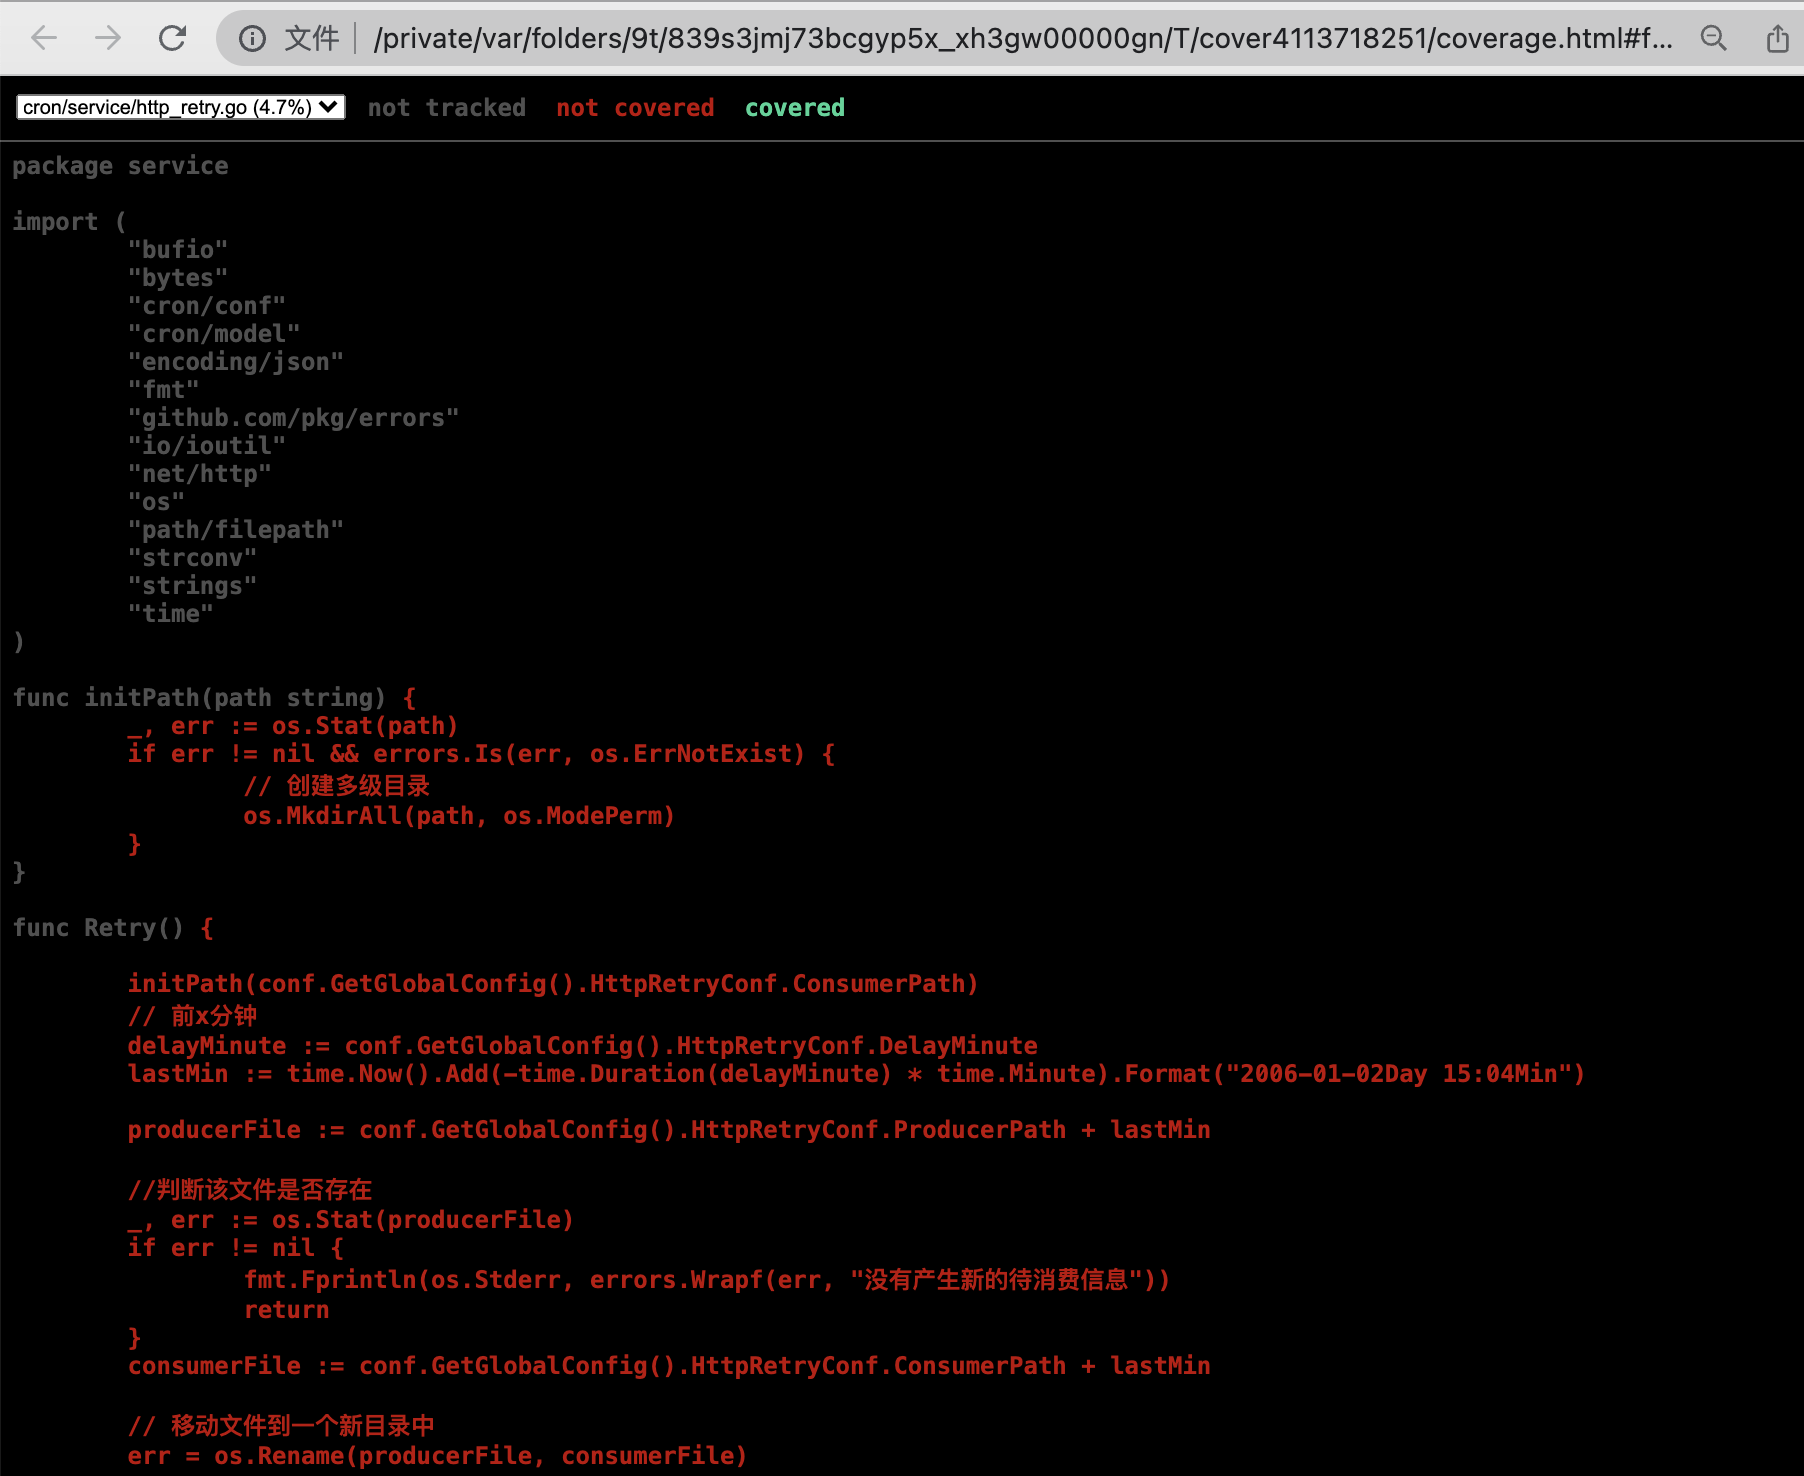 文件 /private/var/folders/9t/839s3jmj73bcgyp5x_xh3gw00000gn/T/cover4113718251/coverage.html#f...
cron/service/http_retry.go (4.7%) not tracked not covered covered
package service
import (
"bufio"
"bytes"
"cron/conf"
"cron/model"
"encoding/json"
"fmt"
"github.com/pkg/errors"
"io/ioutil"
"net/http"
"os"
"path/filepath"
"strconv"
"strings"
"time"
)
func initPath(path string) {
_, err := os.Stat(path)
if err != nil && errors.Is(err, os.ErrNotExist) {
// 创建多级目录
os.MkdirAll(path, os.ModePerm)
}
}
func Retry() {
initPath(conf.GetGlobalConfig().HttpRetryConf.ConsumerPath)
// 前x分钟
delayMinute := conf.GetGlobalConfig().HttpRetryConf.DelayMinute
lastMin := time.Now().Add(-time.Duration(delayMinute) * time.Minute).Format("2006-01-02Day 15:04Min")
producerFile := conf.GetGlobalConfig().HttpRetryConf.ProducerPath + lastMin
//判断该文件是否存在
_, err := os.Stat(producerFile)
if err != nil {
fmt.Fprintln(os.Stderr, errors.Wrapf(err, "没有产生新的待消费信息"))
return
}
consumerFile := conf.GetGlobalConfig().HttpRetryConf.ConsumerPath + lastMin
// 移动文件到一个新目录中
err = os.Rename(producerFile, consumerFile)